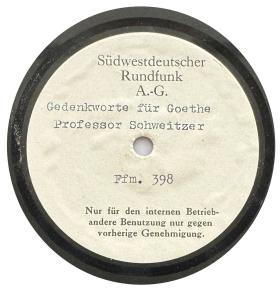 Südwestdeutscher
Rundfunk
A.-G.
Gedenkworte für Goethe
Professor Schweitzer
Ffm. 398
Nur für den internen Betrieb-
andere Benutzung nur gegen
vorherige Genehmigung.